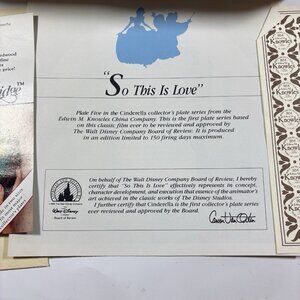 "So This Is Love"
Plate Five in the Cinderella collector's plate series from the
Edwin M. Knowles China Company. This is the first plate series based
on this classic film ever to be reviewed and approved by
The Walt Disney Company Board of Review. It is produced
in an edition limited to 150 firing days maximum.
On behalf of The Walt Disney Company Board of Review, I hereby
certify that "So This Is Love" effectively represents in concept,
character development, and execution that essence of the animator's
art achieved in the classic works of The Disney Studios.
I further certify that Cinderella is the first collector's plate series
ever reviewed and approved by the Board.
Walt Disney
Board of Review
Knowles